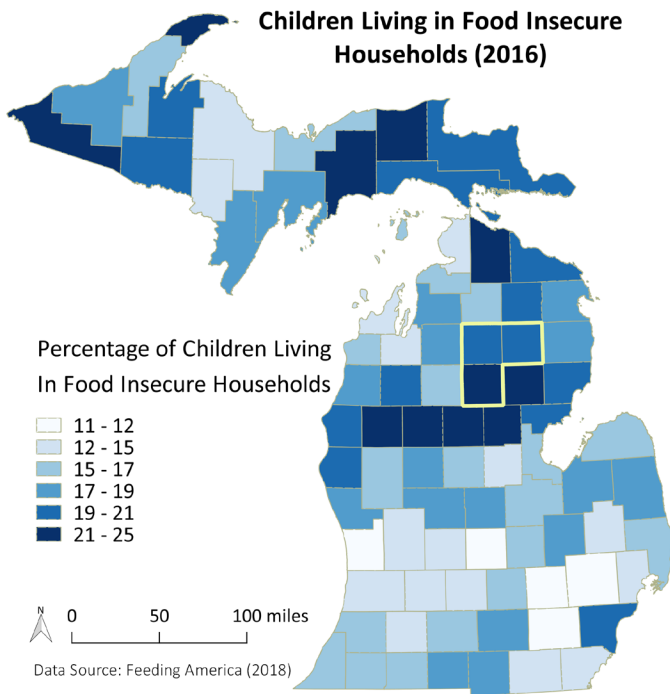 Children Living in Food Insecure
Households (2016)
Percentage of Children Living
In Food Insecure Households
11 - 12
12 - 15
15 - 17
17 - 19
19 - 21
21 - 25
N
0 50 100 miles
Data Source: Feeding America (2018)